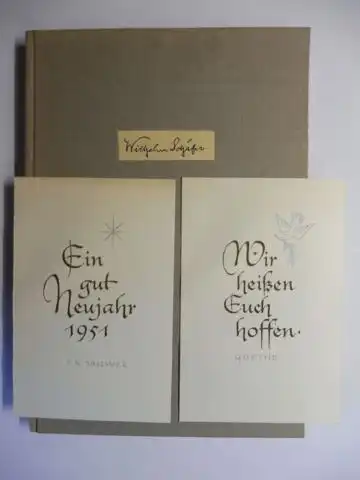 Wilhelm Schäfer
Ein
gut
Neujahr
1951
Wir
heißen
Euch
hoffen.
GOETHE